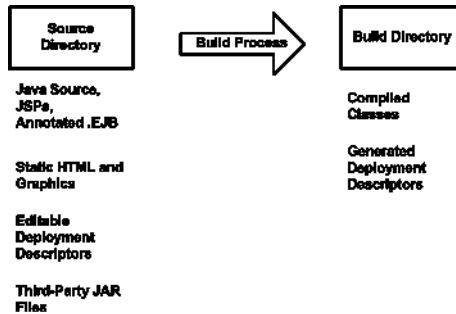 Source
Directory
Build Process
Build Directory
Java Source,
JSPs,
Annotated .EJB
Static HTML and
Graphics
Editable
Deployment
Descriptors
Third-Party JAR
Files
Compiled
Classes
Generated
Deployment
Descriptors